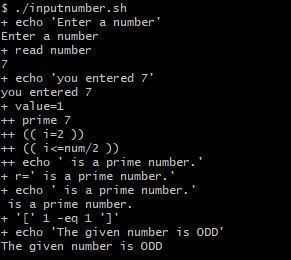 $ ./inputnumber.sh
+ echo 'Enter a number'
Enter a number
+ read number
7
+ echo 'you entered 7'
you entered 7
+ value=1
++ prime 7
++ (( i=2 ))
++ (( i<=num/2 ))
++ echo ' is a prime number.'
+ r=' is a prime number.'
+ echo ' is a prime number.'
 is a prime number.
+ '[' 1 -eq 1 ']'
+ echo 'The given number is ODD'
The given number is ODD